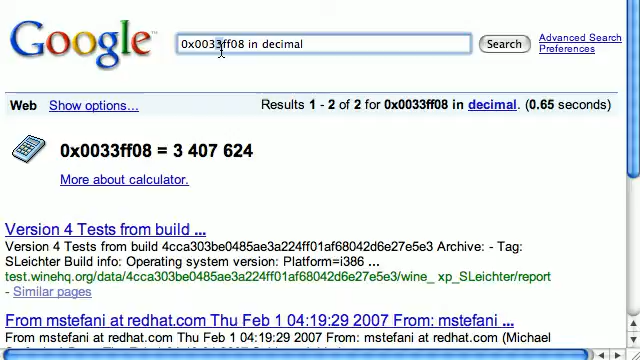 Google
0x0033ff08 in decimal
Search
Advanced Search
Preferences
Web Show options... Results 1 - 2 of 2 for 0x0033ff08 in decimal. (0.65 seconds)
0x0033ff08 = 3 407 624
More about calculator.
Version 4 Tests from build ...
Version 4 Tests from build 4cca303be0485ae3a224ff01af68042d6e27e5e3 Archive: - Tag:
SLeichter Build info: Operating system version: Platform=i386 ...
test.winehq.org/data/4cca303be0485ae3a224ff01af68042d6e27e5e3/wine_ xp_SLeichter/report
- Similar pages
From mstefani at redhat.com Thu Feb 1 04:19:29 2007 From: mstefani ...
From mstefani at redhat.com Thu Feb 1 04:19:29 2007 From: mstefani at redhat.com (Michael